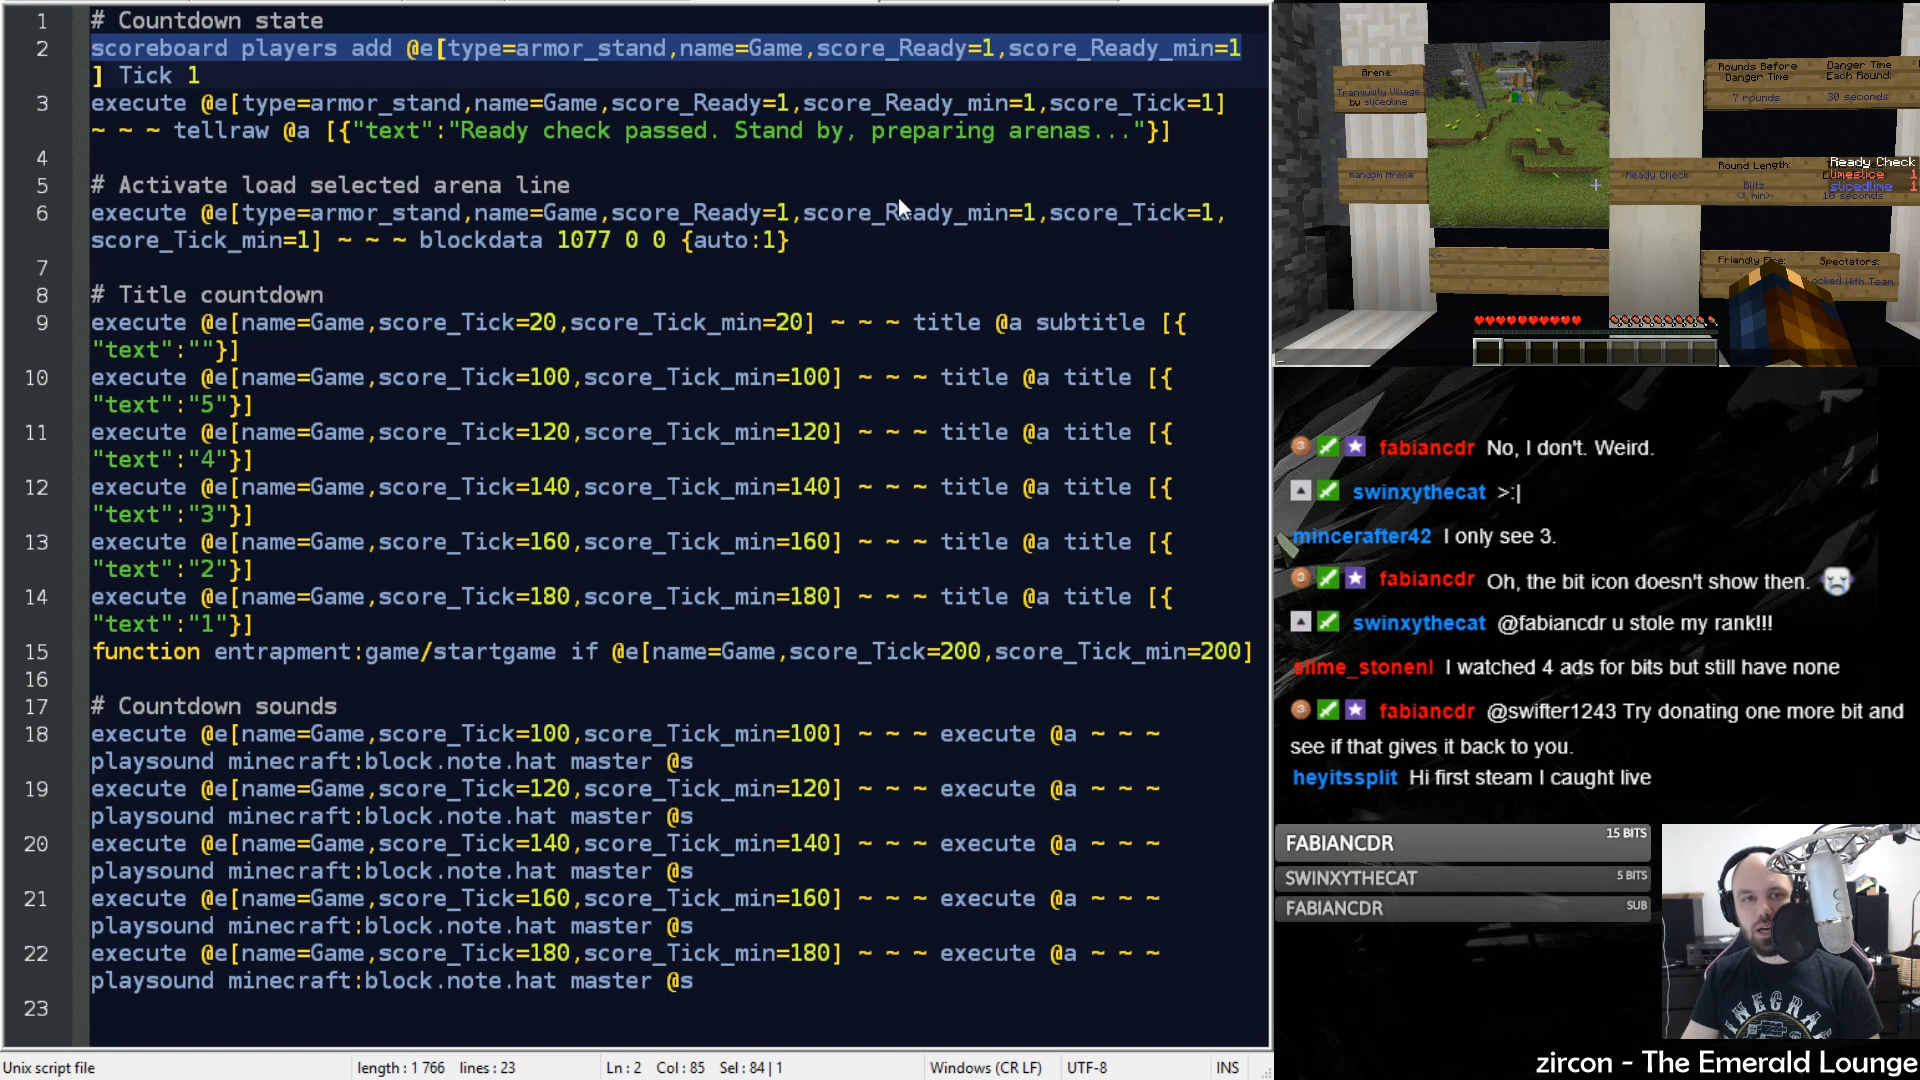 1 # Countdown state
2 scoreboard players add @e[type=armor_stand,name=Game,score_Ready=1,score_Ready_min=1
] Tick 1
3 execute @e[type=armor_stand,name=Game,score_Ready=1,score_Ready_min=1,score_Tick=1]
~ ~ ~ tellraw @a [{"text":"Ready check passed. Stand by, preparing arenas..."}]
4
5 # Activate load selected arena line
6 execute @e[type=armor_stand,name=Game,score_Ready=1,score_Ready_min=1,score_Tick=1,
score_Tick_min=1] ~ ~ ~ blockdata 1077 0 0 {auto:1}
7
8 # Title countdown
9 execute @e[name=Game,score_Tick=20,score_Tick_min=20] ~ ~ ~ title @a subtitle [{
"text":""}]
10 execute @e[name=Game,score_Tick=100,score_Tick_min=100] ~ ~ ~ title @a title [{
"text":"5"}]
11 execute @e[name=Game,score_Tick=120,score_Tick_min=120] ~ ~ ~ title @a title [{
"text":"4"}]
12 execute @e[name=Game,score_Tick=140,score_Tick_min=140] ~ ~ ~ title @a title [{
"text":"3"}]
13 execute @e[name=Game,score_Tick=160,score_Tick_min=160] ~ ~ ~ title @a title [{
"text":"2"}]
14 execute @e[name=Game,score_Tick=180,score_Tick_min=180] ~ ~ ~ title @a title [{
"text":"1"}]
15 function entrapment:game/startgame if @e[name=Game,score_Tick=200,score_Tick_min=200]
16
17 # Countdown sounds
18 execute @e[name=Game,score_Tick=100,score_Tick_min=100] ~ ~ ~ execute @a ~ ~ ~
playsound minecraft:block.note.hat master @s
19 execute @e[name=Game,score_Tick=120,score_Tick_min=120] ~ ~ ~ execute @a ~ ~ ~
playsound minecraft:block.note.hat master @s
20 execute @e[name=Game,score_Tick=140,score_Tick_min=140] ~ ~ ~ execute @a ~ ~ ~
playsound minecraft:block.note.hat master @s
21 execute @e[name=Game,score_Tick=160,score_Tick_min=160] ~ ~ ~ execute @a ~ ~ ~
playsound minecraft:block.note.hat master @s
22 execute @e[name=Game,score_Tick=180,score_Tick_min=180] ~ ~ ~ execute @a ~ ~ ~
playsound minecraft:block.note.hat master @s
23
Unix script file length : 1 766 lines : 23 Ln : 2 Col : 85 Sel : 84 | 1 Windows (CR LF) UTF-8 INS
Arena:
Tranquility Village
by slicedlime
Random Arena
Ready Check
Rounds Before
Danger Time
7 rounds
Danger Time
Each Round:
30 seconds
Round Length:
Blitz
(1 min)
10 seconds
Ready Check
limeslice 1
slicedlime 1
Friendly Fire:
Spectators:
Locked With Team
fabiancdr No, I don't. Weird.
swinxythecat >:|
mincerafter42 I only see 3.
fabiancdr Oh, the bit icon doesn't show then.
swinxythecat @fabiancdr u stole my rank!!!
slime_stonenl I watched 4 ads for bits but still have none
fabiancdr @swifter1243 Try donating one more bit and
see if that gives it back to you.
heyitssplit Hi first steam I caught live
FABIANCDR 15 BITS
SWINXYTHECAT 5 BITS
FABIANCDR SUB
zircon - The Emerald Lounge